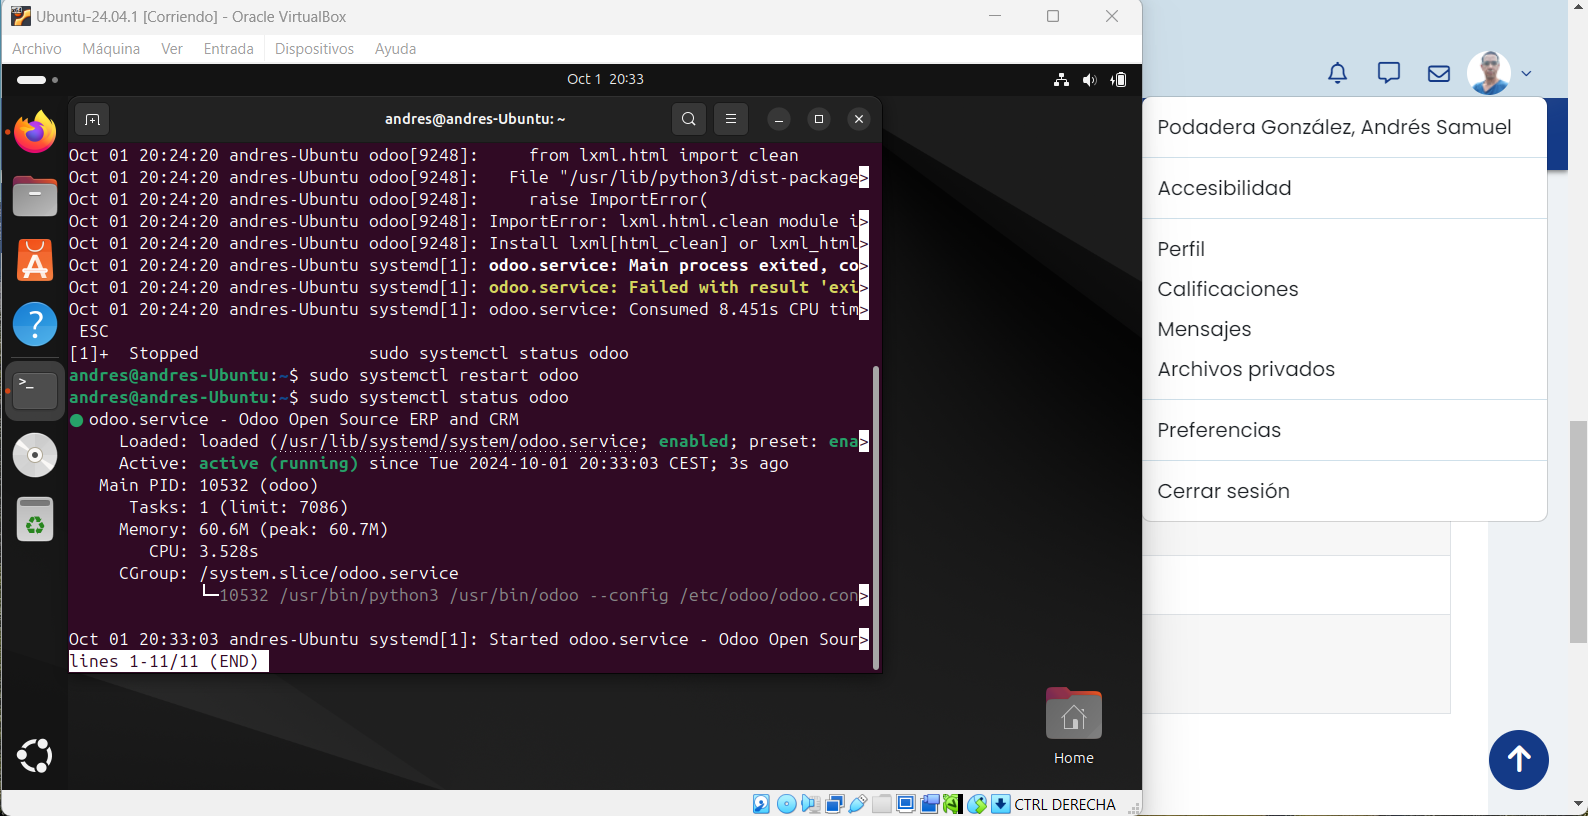 Ubuntu-24.04.1 [Corriendo] - Oracle VirtualBox
Archivo Máquina Ver Entrada Dispositivos Ayuda
Oct 1 20:33
andres@andres-Ubuntu: ~
Oct 01 20:24:20 andres-Ubuntu odoo[9248]:     from lxml.html import clean
Oct 01 20:24:20 andres-Ubuntu odoo[9248]:   File "/usr/lib/python3/dist-package>
Oct 01 20:24:20 andres-Ubuntu odoo[9248]:     raise ImportError(
Oct 01 20:24:20 andres-Ubuntu odoo[9248]: ImportError: lxml.html.clean module i>
Oct 01 20:24:20 andres-Ubuntu odoo[9248]: Install lxml[html_clean] or lxml_html>
Oct 01 20:24:20 andres-Ubuntu systemd[1]: odoo.service: Main process exited, co>
Oct 01 20:24:20 andres-Ubuntu systemd[1]: odoo.service: Failed with result 'exi>
Oct 01 20:24:20 andres-Ubuntu systemd[1]: odoo.service: Consumed 8.451s CPU tim>
ESC
[1]+  Stopped                 sudo systemctl status odoo
andres@andres-Ubuntu:~$ sudo systemctl restart odoo
andres@andres-Ubuntu:~$ sudo systemctl status odoo
● odoo.service - Odoo Open Source ERP and CRM
Loaded: loaded (/usr/lib/systemd/system/odoo.service; enabled; preset: ena>
Active: active (running) since Tue 2024-10-01 20:33:03 CEST; 3s ago
Main PID: 10532 (odoo)
Tasks: 1 (limit: 7086)
Memory: 60.6M (peak: 60.7M)
CPU: 3.528s
CGroup: /system.slice/odoo.service
└─10532 /usr/bin/python3 /usr/bin/odoo --config /etc/odoo/odoo.con>
Oct 01 20:33:03 andres-Ubuntu systemd[1]: Started odoo.service - Odoo Open Sour>
lines 1-11/11 (END)
Home
CTRL DERECHA
Podadera González, Andrés Samuel
Accesibilidad
Perfil
Calificaciones
Mensajes
Archivos privados
Preferencias
Cerrar sesión